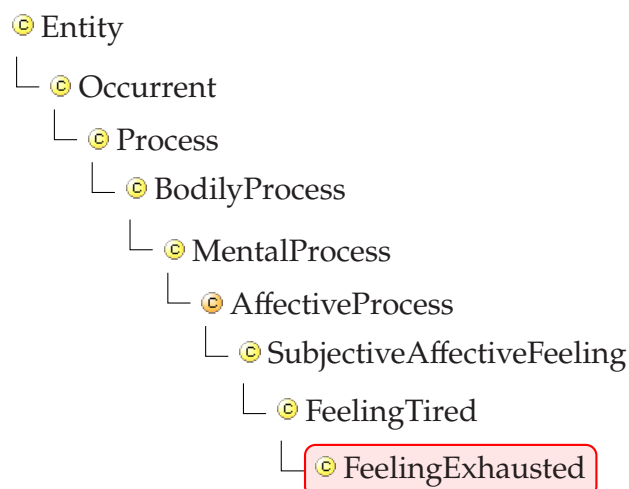 Entity
Occurrent
Process
BodilyProcess
MentalProcess
AffectiveProcess
SubjectiveAffectiveFeeling
FeelingTired
FeelingExhausted